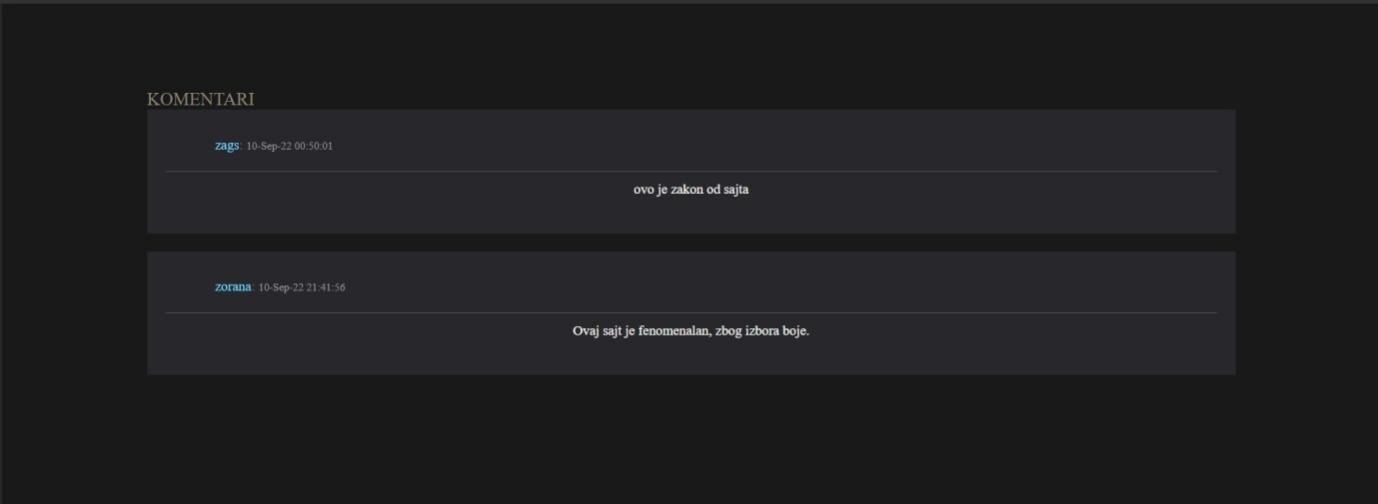 KOMENTARI
zags: 10-Sep-22 00:50:01
ovo je zakon od sajta
zorana: 10-Sep-22 21:41:56
Ovaj sajt je fenomenalan, zbog izbora boje.